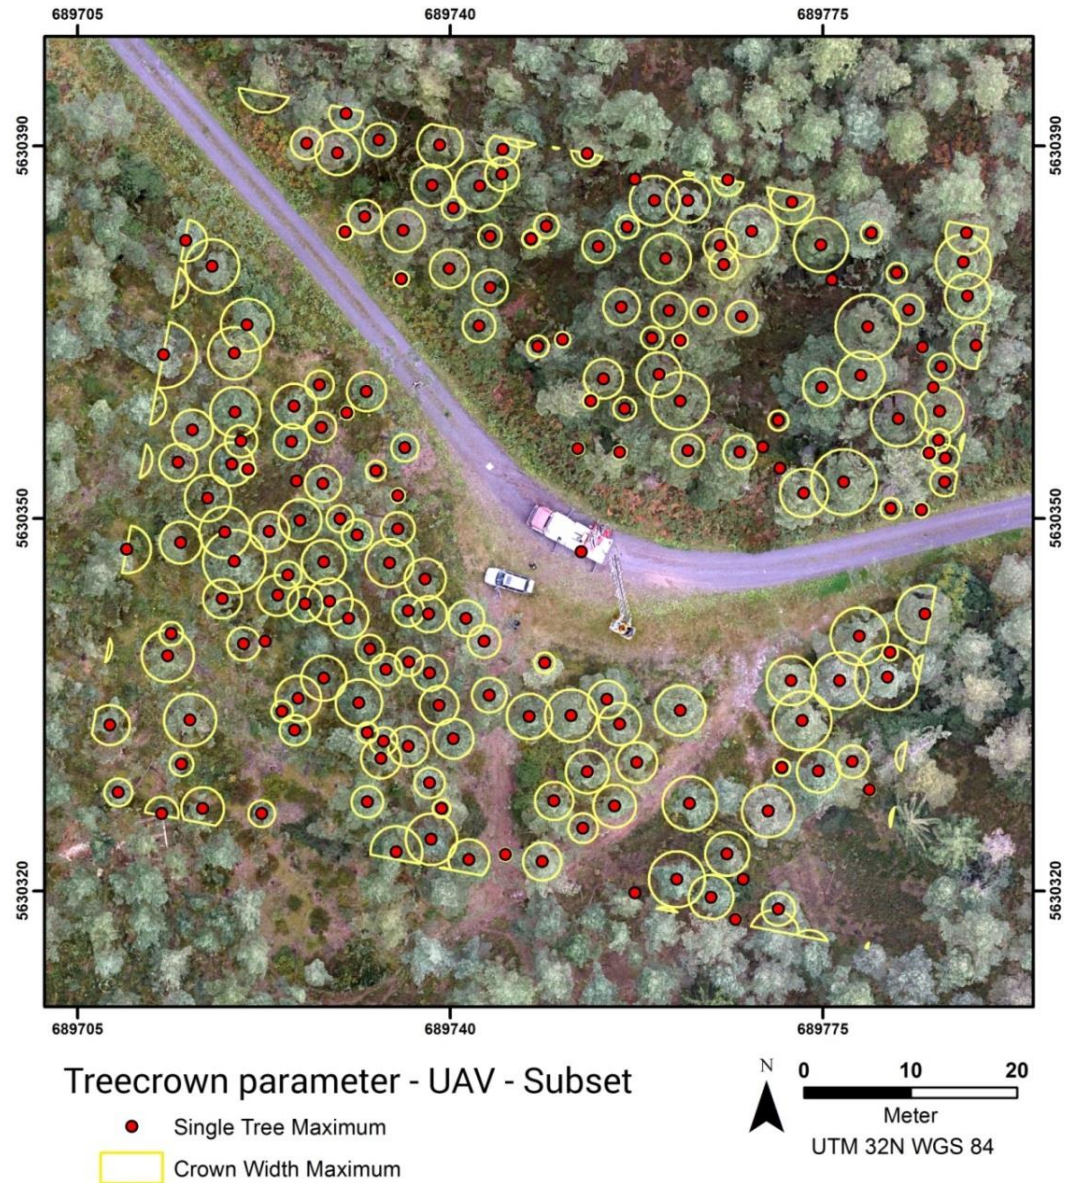 689705 689740 689775
5630390 5630390
5630350 5630350
5630320 5630320
689705 689740 689775
Treecrown parameter - UAV - Subset
Single Tree Maximum
Crown Width Maximum
N
0 10 20
Meter
UTM 32N WGS 84